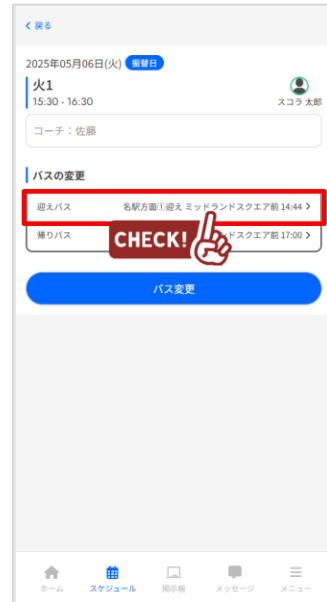 戻る
2025年05月06日(火) 振替日
火1
15:30 - 16:30
スコラ 太郎
コーチ：佐藤
バスの変更
迎えバス 名駅方面①迎え ミッドランドスクエア前 14:44
帰りバス ンドスクエア前 17:00
CHECK!
バス変更
ホーム スケジュール 掲示板 メッセージ メニュー